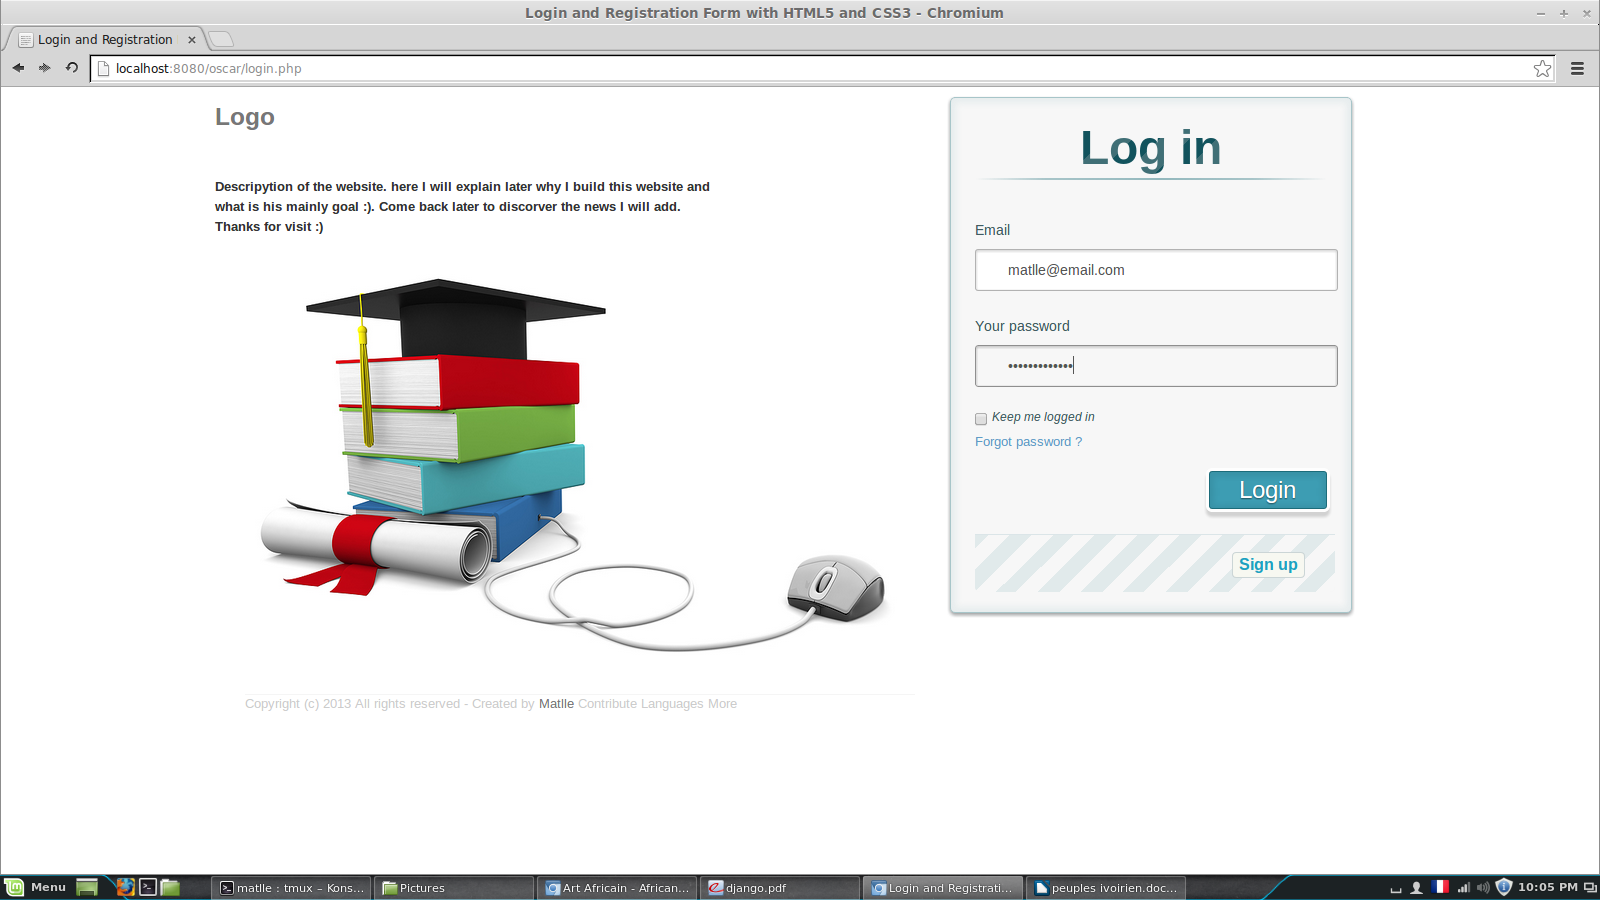 Login and Registration Form with HTML5 and CSS3 - Chromium
Login and Registration
localhost:8080/oscar/login.php
Logo
Descripytion of the website. here I will explain later why I build this website and
what is his mainly goal :). Come back later to discorver the news I will add.
Thanks for visit :)
Log in
Email
matlle@email.com
Your password
•••••••••••••
Keep me logged in
Forgot password ?
Login
Sign up
Copyright (c) 2013 All rights reserved - Created by Matlle Contribute Languages More
Menu
matlle : tmux – Kons...
Pictures
Art Africain - African...
django.pdf
Login and Registrati...
peuples ivoirien.doc...
10:05 PM